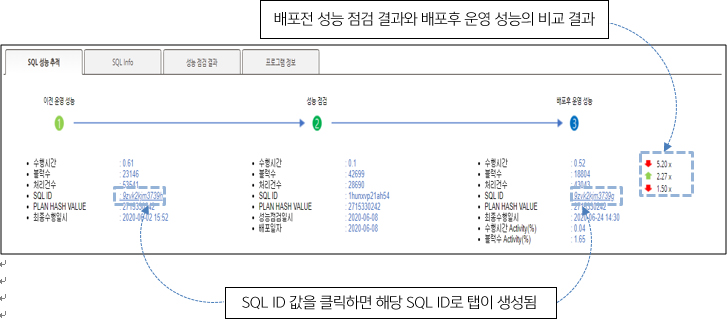 배포전 성능 점검 결과와 배포후 운영 성능의 비교 결과
SQL 성능 추적
SQL Info
성능 점검 결과
프로그램 정보
이전 운영 성능
성능 점검
배포후 운영 성능
1
2
3
• 수행시간 : 0.61
• 블럭수 : 23146
• 처리건수 : 53541
• SQL ID
• PLAN HASH VALUE : 2715330242
• 최종수행일시 : 2020-06-02 15:52
• 수행시간 : 0.1
• 블럭수 : 42699
• 처리건수 : 28690
• SQL ID : 1hunxvp21ah54
• PLAN HASH VALUE : 2715330242
• 성능점검일시 : 2020-06-08
• 배포일자 : 2020-06-08
• 수행시간 : 0.52
• 블럭수 : 18804
• 처리건수
• SQL ID
• PLAN HASH VALUE : 2715330242
• 최종수행일시 : 2020-06-24 14:30
• 수행시간 Activity(%) : 0.04
• 블럭수 Activity(%) : 1.65
5.20 x
2.27 x
1.50 x
SQL ID 값을 클릭하면 해당 SQL ID로 탭이 생성됨